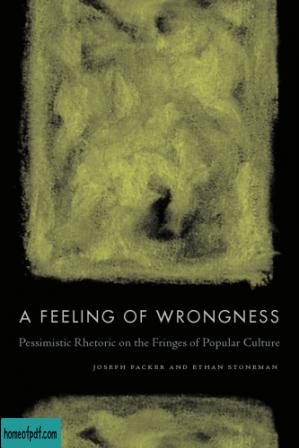 A FEELING OF WRONGNESS
Pessimistic Rhetoric on the Fringes of Popular Culture
JOSEPH PACKER AND ETHAN STONEMAN
homeofpdf.com